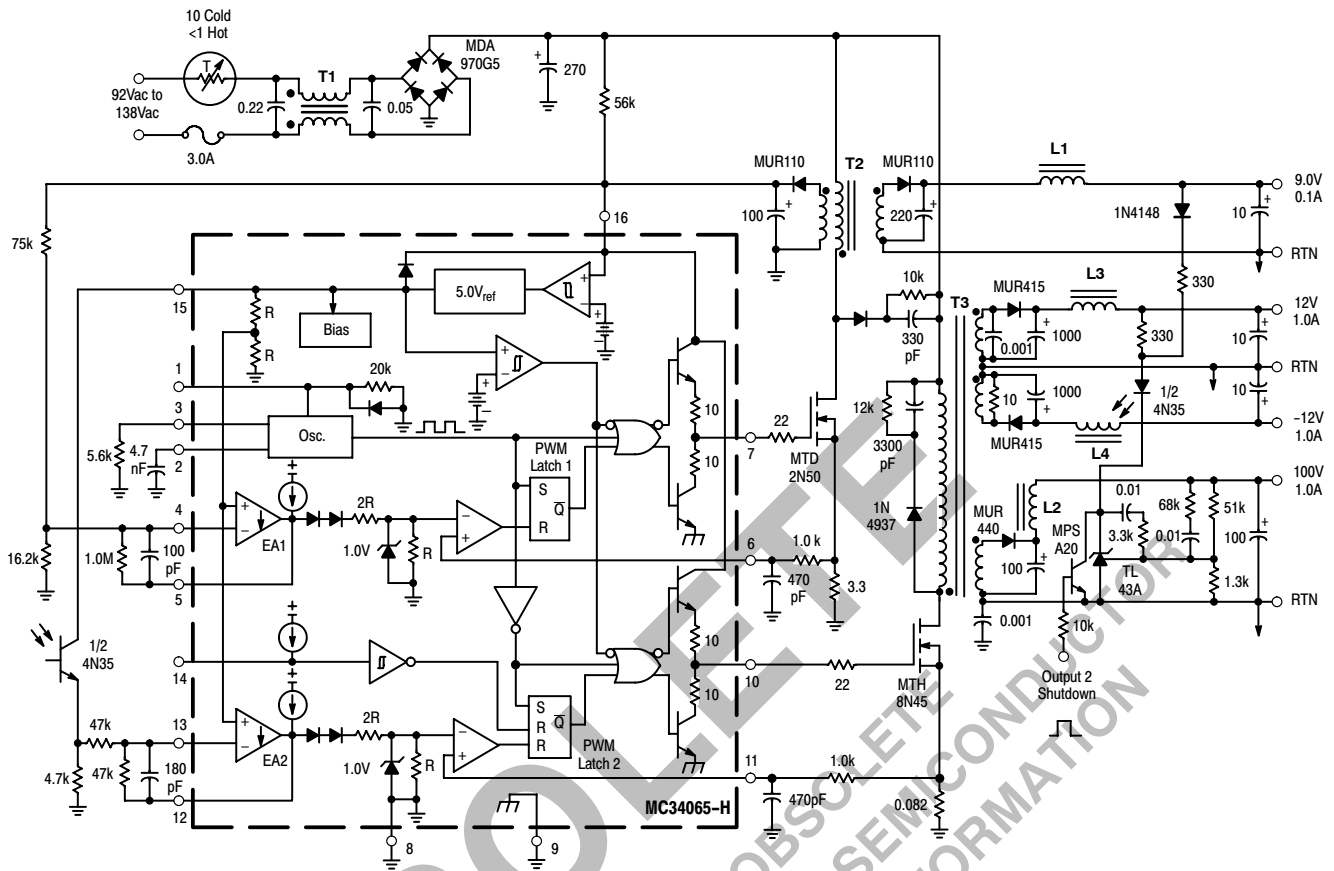 10 Cold
<1 Hot
T
T1
MDA
970G5
92Vac to
138Vac
0.22
0.05
3.0A
+
270
56k
MUR110
T2
MUR110
L1
9.0V
0.1A
100
+
220
+
1N4148
10
+
RTN
75k
16
15
R
R
Bias
5.0Vref
+
–
+
–
10k
330
pF
T3
MUR415
L3
330
12V
1.0A
0.001
+
1000
330
10
+
RTN
1
20k
3
Osc.
+
–
+
–
5.6k
4.7
nF
2
10
10
7
22
MTD
2N50
12k
3300
pF
10
1000
+
MUR415
L4
1/2
4N35
10
+
–12V
1.0A
PWM
Latch 1
S
Q
R
4
+
–
EA1
2R
1.0V
R
–
+
16.2k
1.0M
100
pF
5
6
1.0 k
470
pF
3.3
1N
4937
MUR
440
L2
100
+
MPS
A20
0.01
3.3k
68k
0.01
51k
TL
43A
1.3k
100
+
100V
1.0A
RTN
0.001
10k
Output 2
Shutdown
1/2
4N35
14
+
+
10
10
10
22
MTH
8N45
47k
13
+
–
EA2
2R
1.0V
R
–
+
S
R
R
Q
PWM
Latch 2
4.7k
47k
180
pF
12
11
1.0k
470pF
0.082
MC34065–H
8
9
OBSOLETE
OBSOLETE
SEMICONDUCTOR
FORMATION